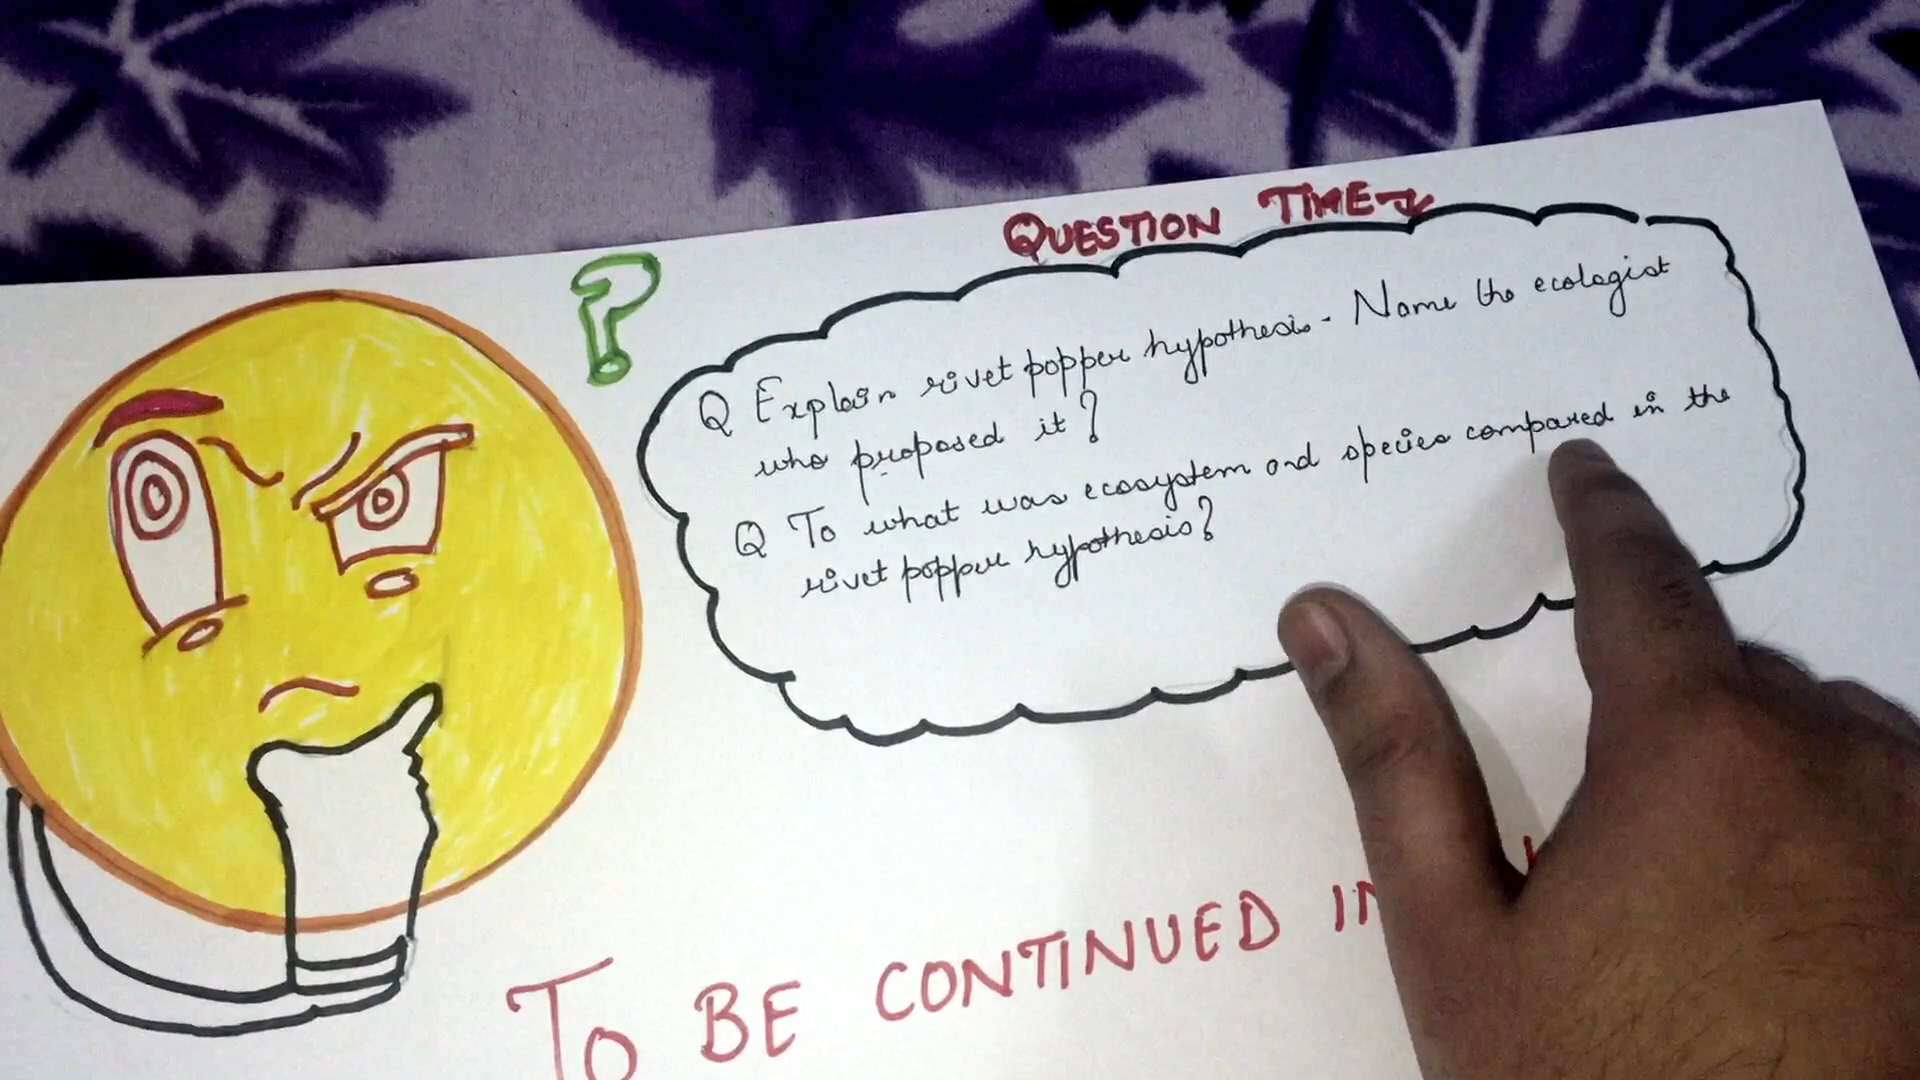 QUESTION TIME
Q Explain rivet popper hypothesis. Name the ecologist
who proposed it?
Q To what was ecosystem and species compared in the
rivet popper hypothesis?
TO BE CONTINUED IN